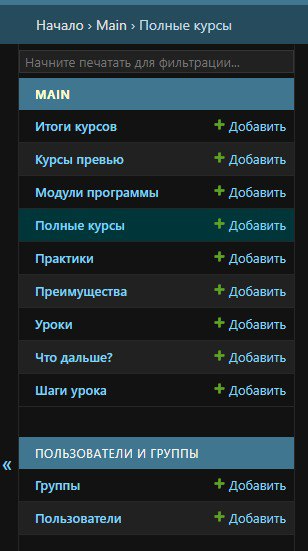 Начало › Main › Полные курсы
Начните печатать для фильтрации...
MAIN
Итоги курсов + Добавить
Курсы превью + Добавить
Модули программы + Добавить
Полные курсы + Добавить
Практики + Добавить
Преимущества + Добавить
Уроки + Добавить
Что дальше? + Добавить
Шаги урока + Добавить
«
ПОЛЬЗОВАТЕЛИ И ГРУППЫ
Группы + Добавить
Пользователи + Добавить